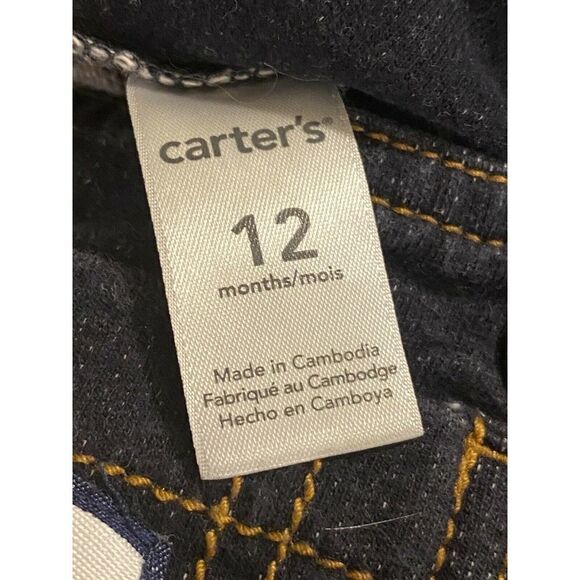 carter's®
12
months/mois
Made in Cambodia
Fabriqué au Cambodge
Hecho en Camboya